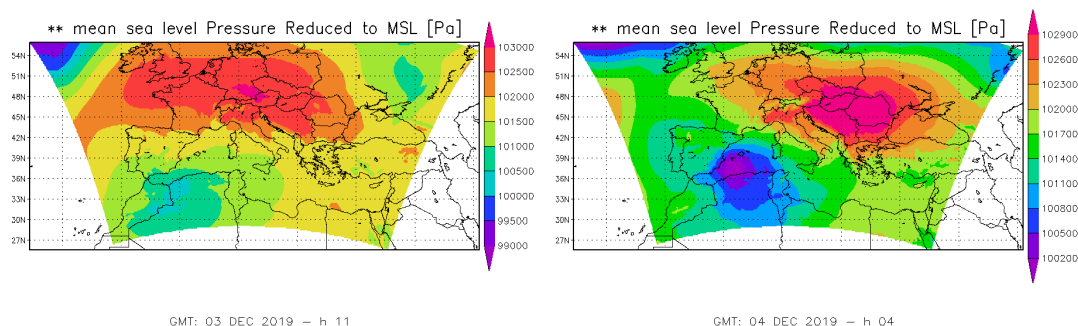 ** mean sea level Pressure Reduced to MSL [Pa]
54N
51N
48N
45N
42N
39N
36N
33N
30N
27N
103000
102500
102000
101500
101000
100500
100000
99500
99000
GMT: 03 DEC 2019 – h 11
** mean sea level Pressure Reduced to MSL [Pa]
54N
51N
48N
45N
42N
39N
36N
33N
30N
27N
102900
102600
102300
102000
101700
101400
101100
100800
100500
100200
GMT: 04 DEC 2019 – h 04